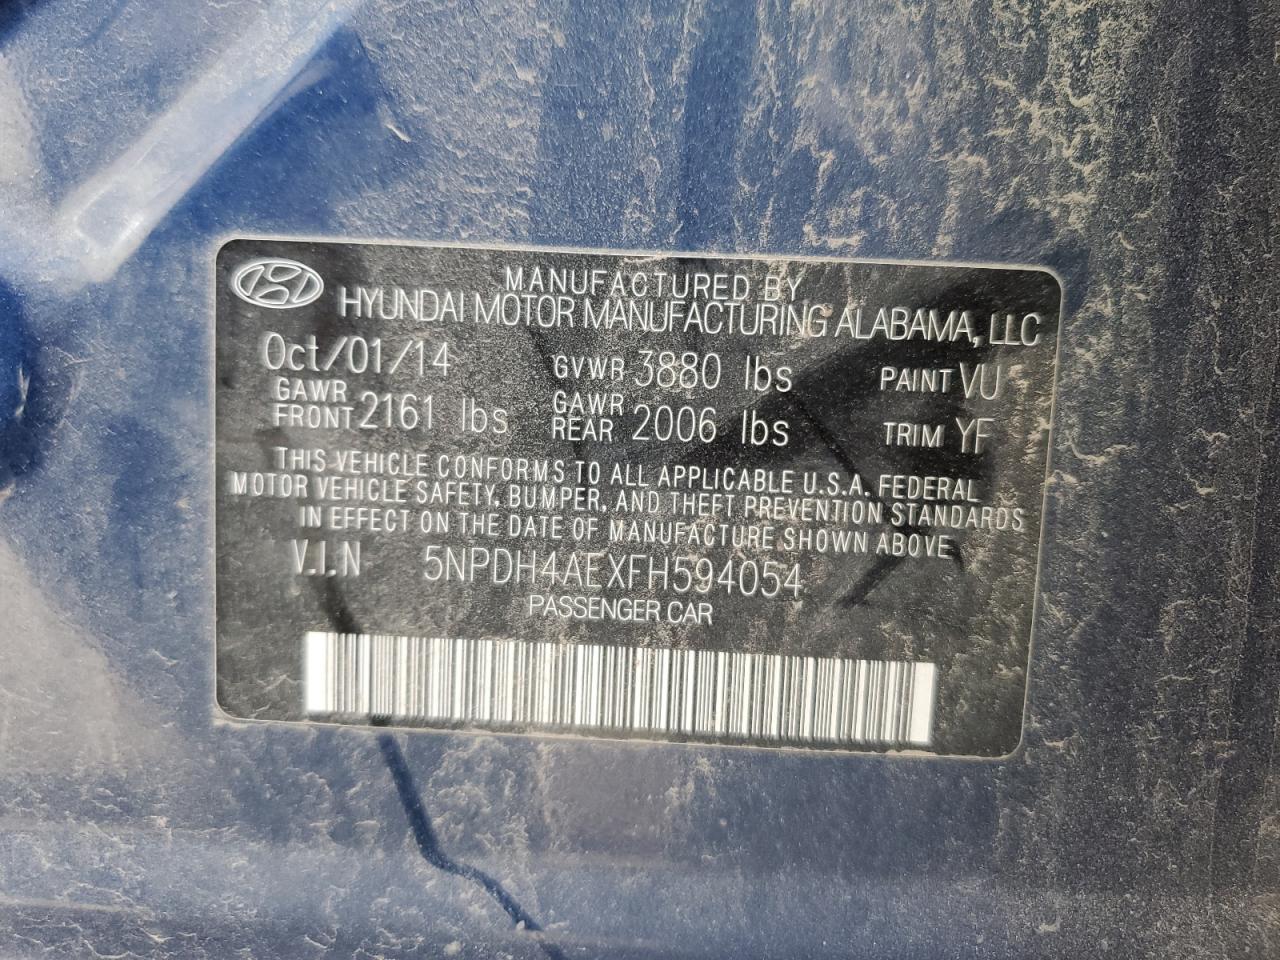 MANUFACTURED BY
HYUNDAI MOTOR MANUFACTURING ALABAMA, LLC
Oct/01/14 GVWR 3880 lbs PAINT VU
GAWR FRONT 2161 lbs GAWR REAR 2006 lbs TRIM YF
THIS VEHICLE CONFORMS TO ALL APPLICABLE U.S.A. FEDERAL
MOTOR VEHICLE SAFETY, BUMPER, AND THEFT PREVENTION STANDARDS
IN EFFECT ON THE DATE OF MANUFACTURE SHOWN ABOVE
V.I.N 5NPDH4AEXFH594054
PASSENGER CAR